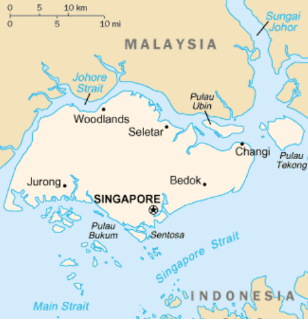 0 5 10 km
0 5 10 mi
Sungai
Johor
MALAYSIA
Johore
Strait
Pulau
Ubin
Woodlands
Seletar
Changi
Pulau
Tekong
Jurong
Bedok
SINGAPORE
Pulau
Bukum
Sentosa
Singapore Strait
Main Strait
INDONESIA